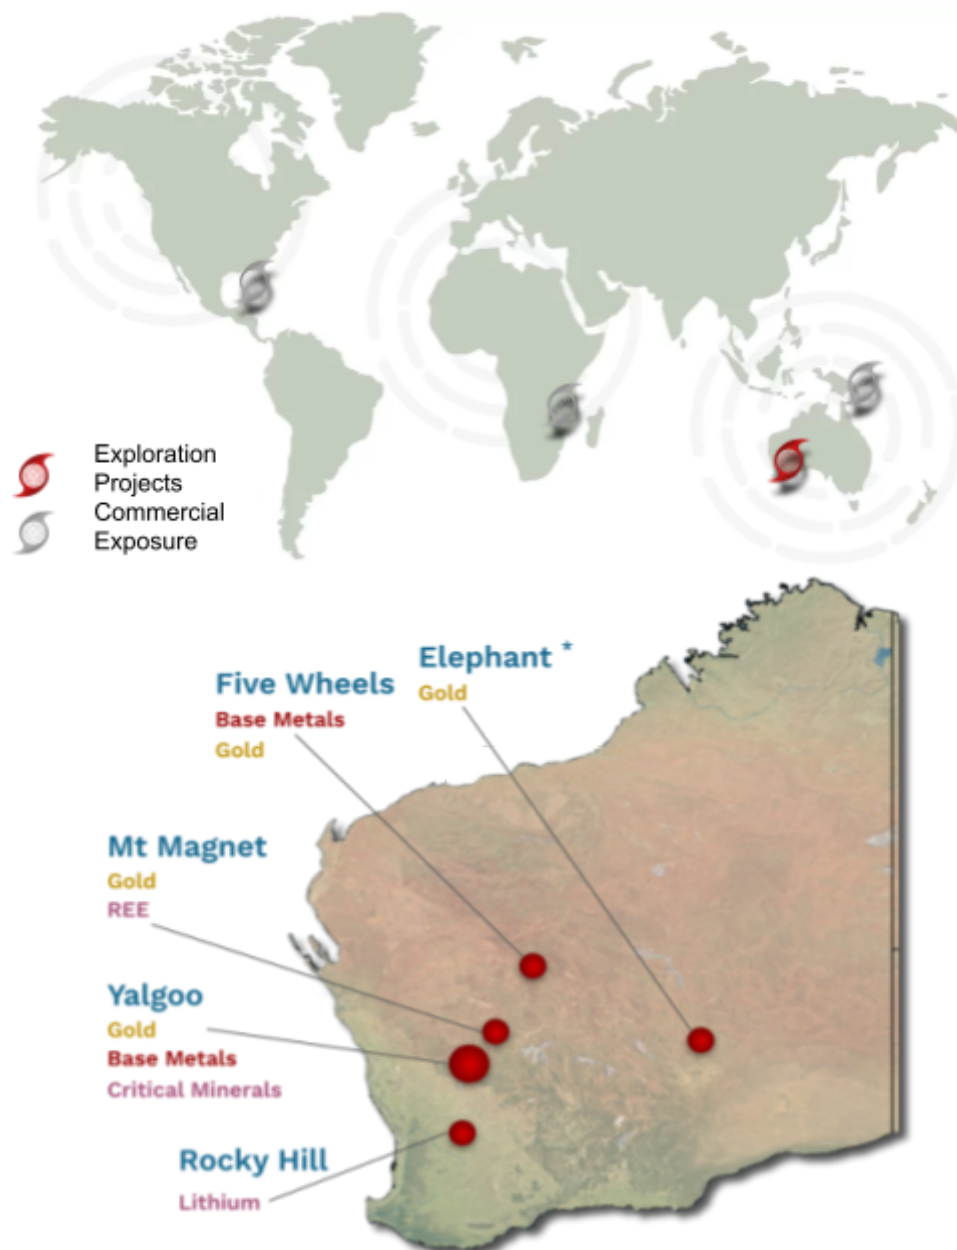 Exploration
Projects
Commercial
Exposure
Elephant *
Gold
Five Wheels
Base Metals
Gold
Mt Magnet
Gold
REE
Yalgoo
Gold
Base Metals
Critical Minerals
Rocky Hill
Lithium